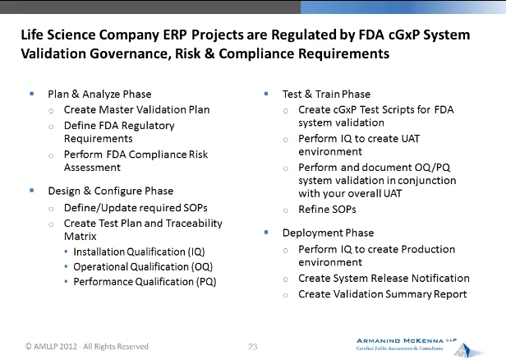 Life Science Company ERP Projects are Regulated by FDA cGxP System
Validation Governance, Risk & Compliance Requirements
Plan & Analyze Phase
Create Master Validation Plan
Define FDA Regulatory
Requirements
Perform FDA Compliance Risk
Assessment
Design & Configure Phase
Define/Update required SOPs
Create Test Plan and Traceability
Matrix
Installation Qualification (IQ)
Operational Qualification (OQ)
Performance Qualification (PQ)
Test & Train Phase
Create cGxP Test Scripts for FDA
system validation
Perform IQ to create UAT
environment
Perform and document OQ/PQ
system validation in conjunction
with your overall UAT
Refine SOPs
Deployment Phase
Perform IQ to create Production
environment
Create System Release Notification
Create Validation Summary Report
© AMLLP 2012 - All Rights Reserved
23
ARMANINO MCKENNA LLP
Certified Public Accountants & Consultants